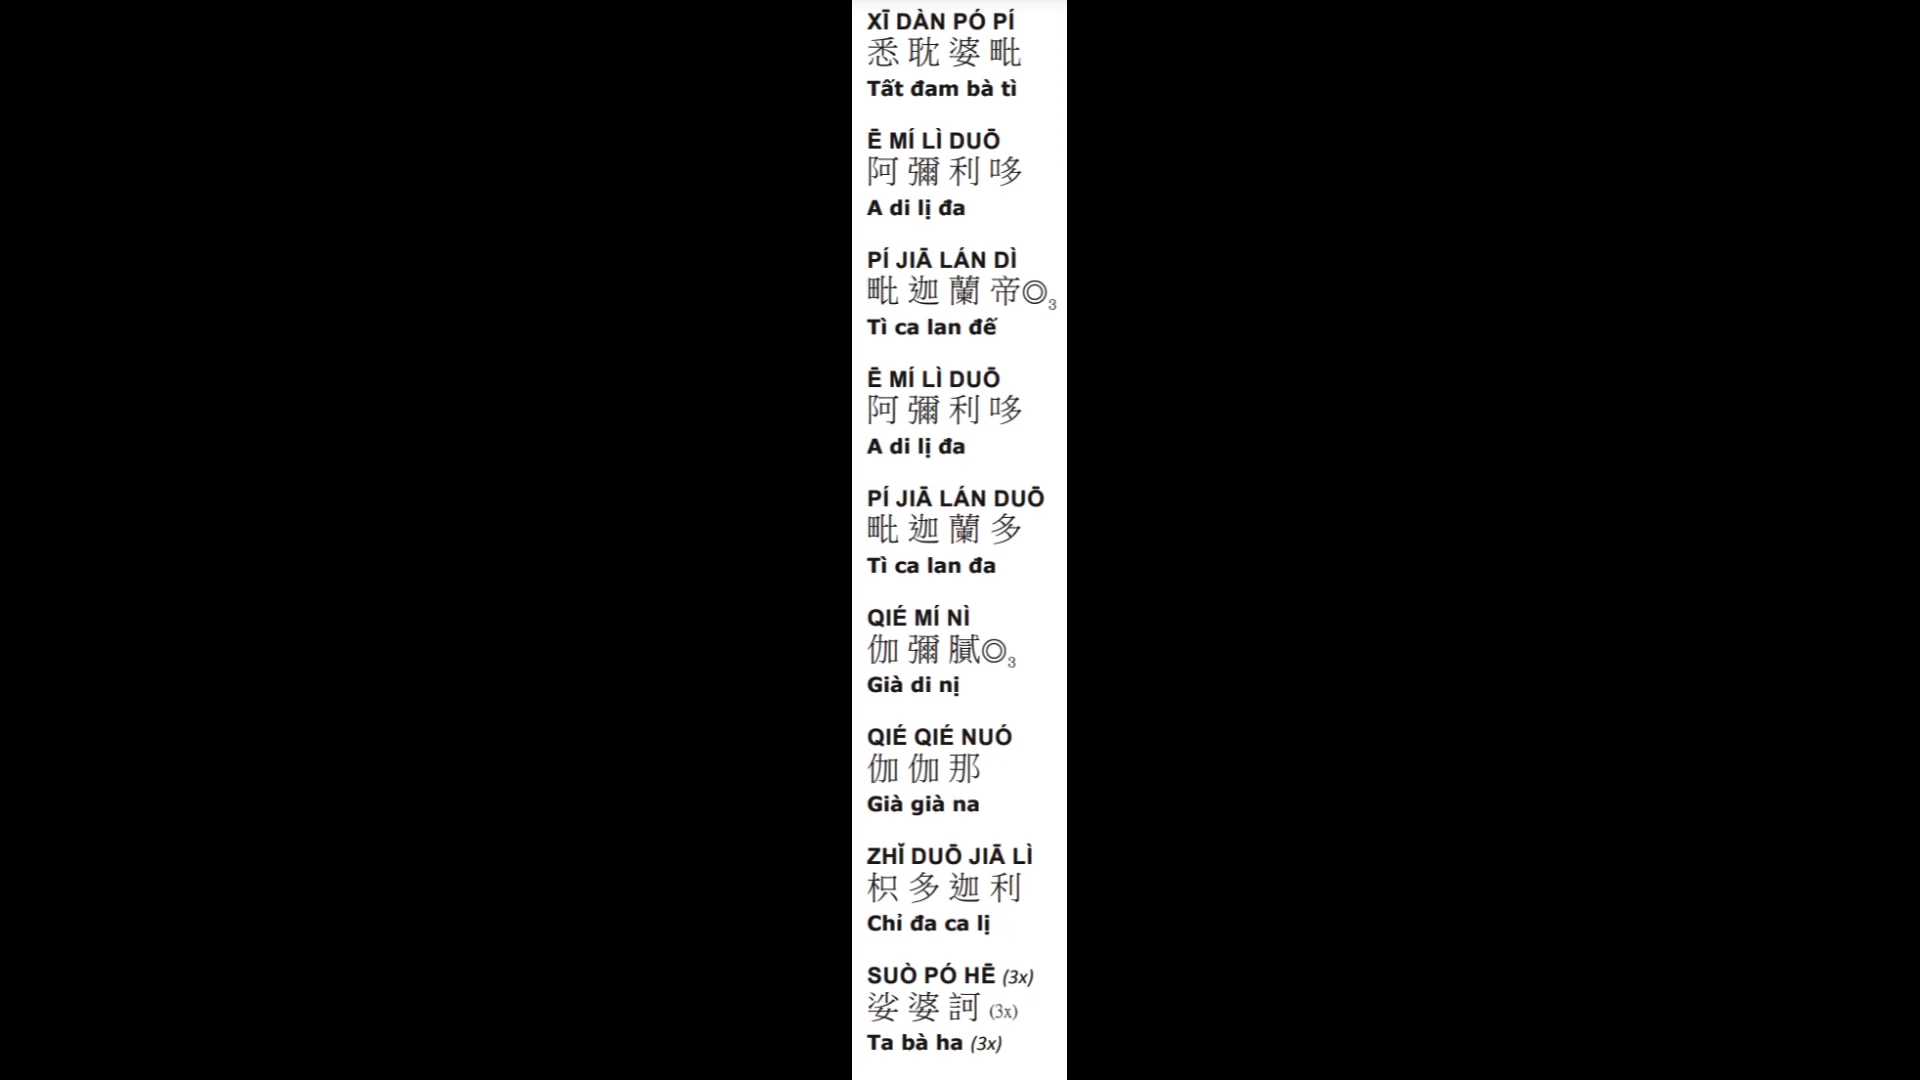 XĪ DÀN PÓ PÍ
悉 耽 婆 毗
Tất đam bà tì
Ē MÍ LÌ DUŌ
阿 彌 利 哆
A di lị đa
PÍ JIĀ LÁN DÌ
毗 迦 蘭 帝◎3
Tì ca lan đế
Ē MÍ LÌ DUŌ
阿 彌 利 哆
A di lị đa
PÍ JIĀ LÁN DUŌ
毗 迦 蘭 多
Tì ca lan đa
QIÉ MÍ NÌ
伽 彌 膩◎3
Già di nị
QIÉ QIÉ NUÓ
伽 伽 那
Già già na
ZHǏ DUŌ JIĀ LÌ
枳 多 迦 利
Chỉ đa ca lị
SUÒ PÓ HĒ (3x)
娑 婆 訶 (3x)
Ta bà ha (3x)